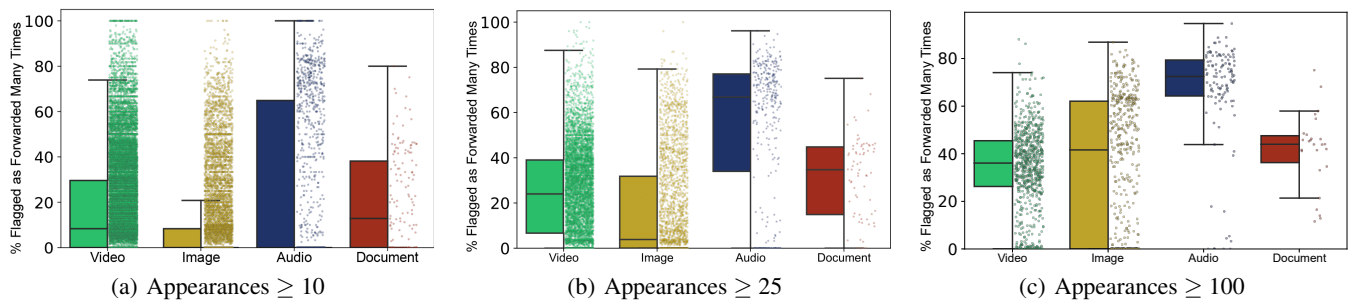 % Flagged as Forwarded Many Times
100
80
60
40
20
0
Video Image Audio Document
(a) Appearances ≥ 10
% Flagged as Forwarded Many Times
100
80
60
40
20
0
Video Image Audio Document
(b) Appearances ≥ 25
% Flagged as Forwarded Many Times
100
80
60
40
20
0
Video Image Audio Document
(c) Appearances ≥ 100